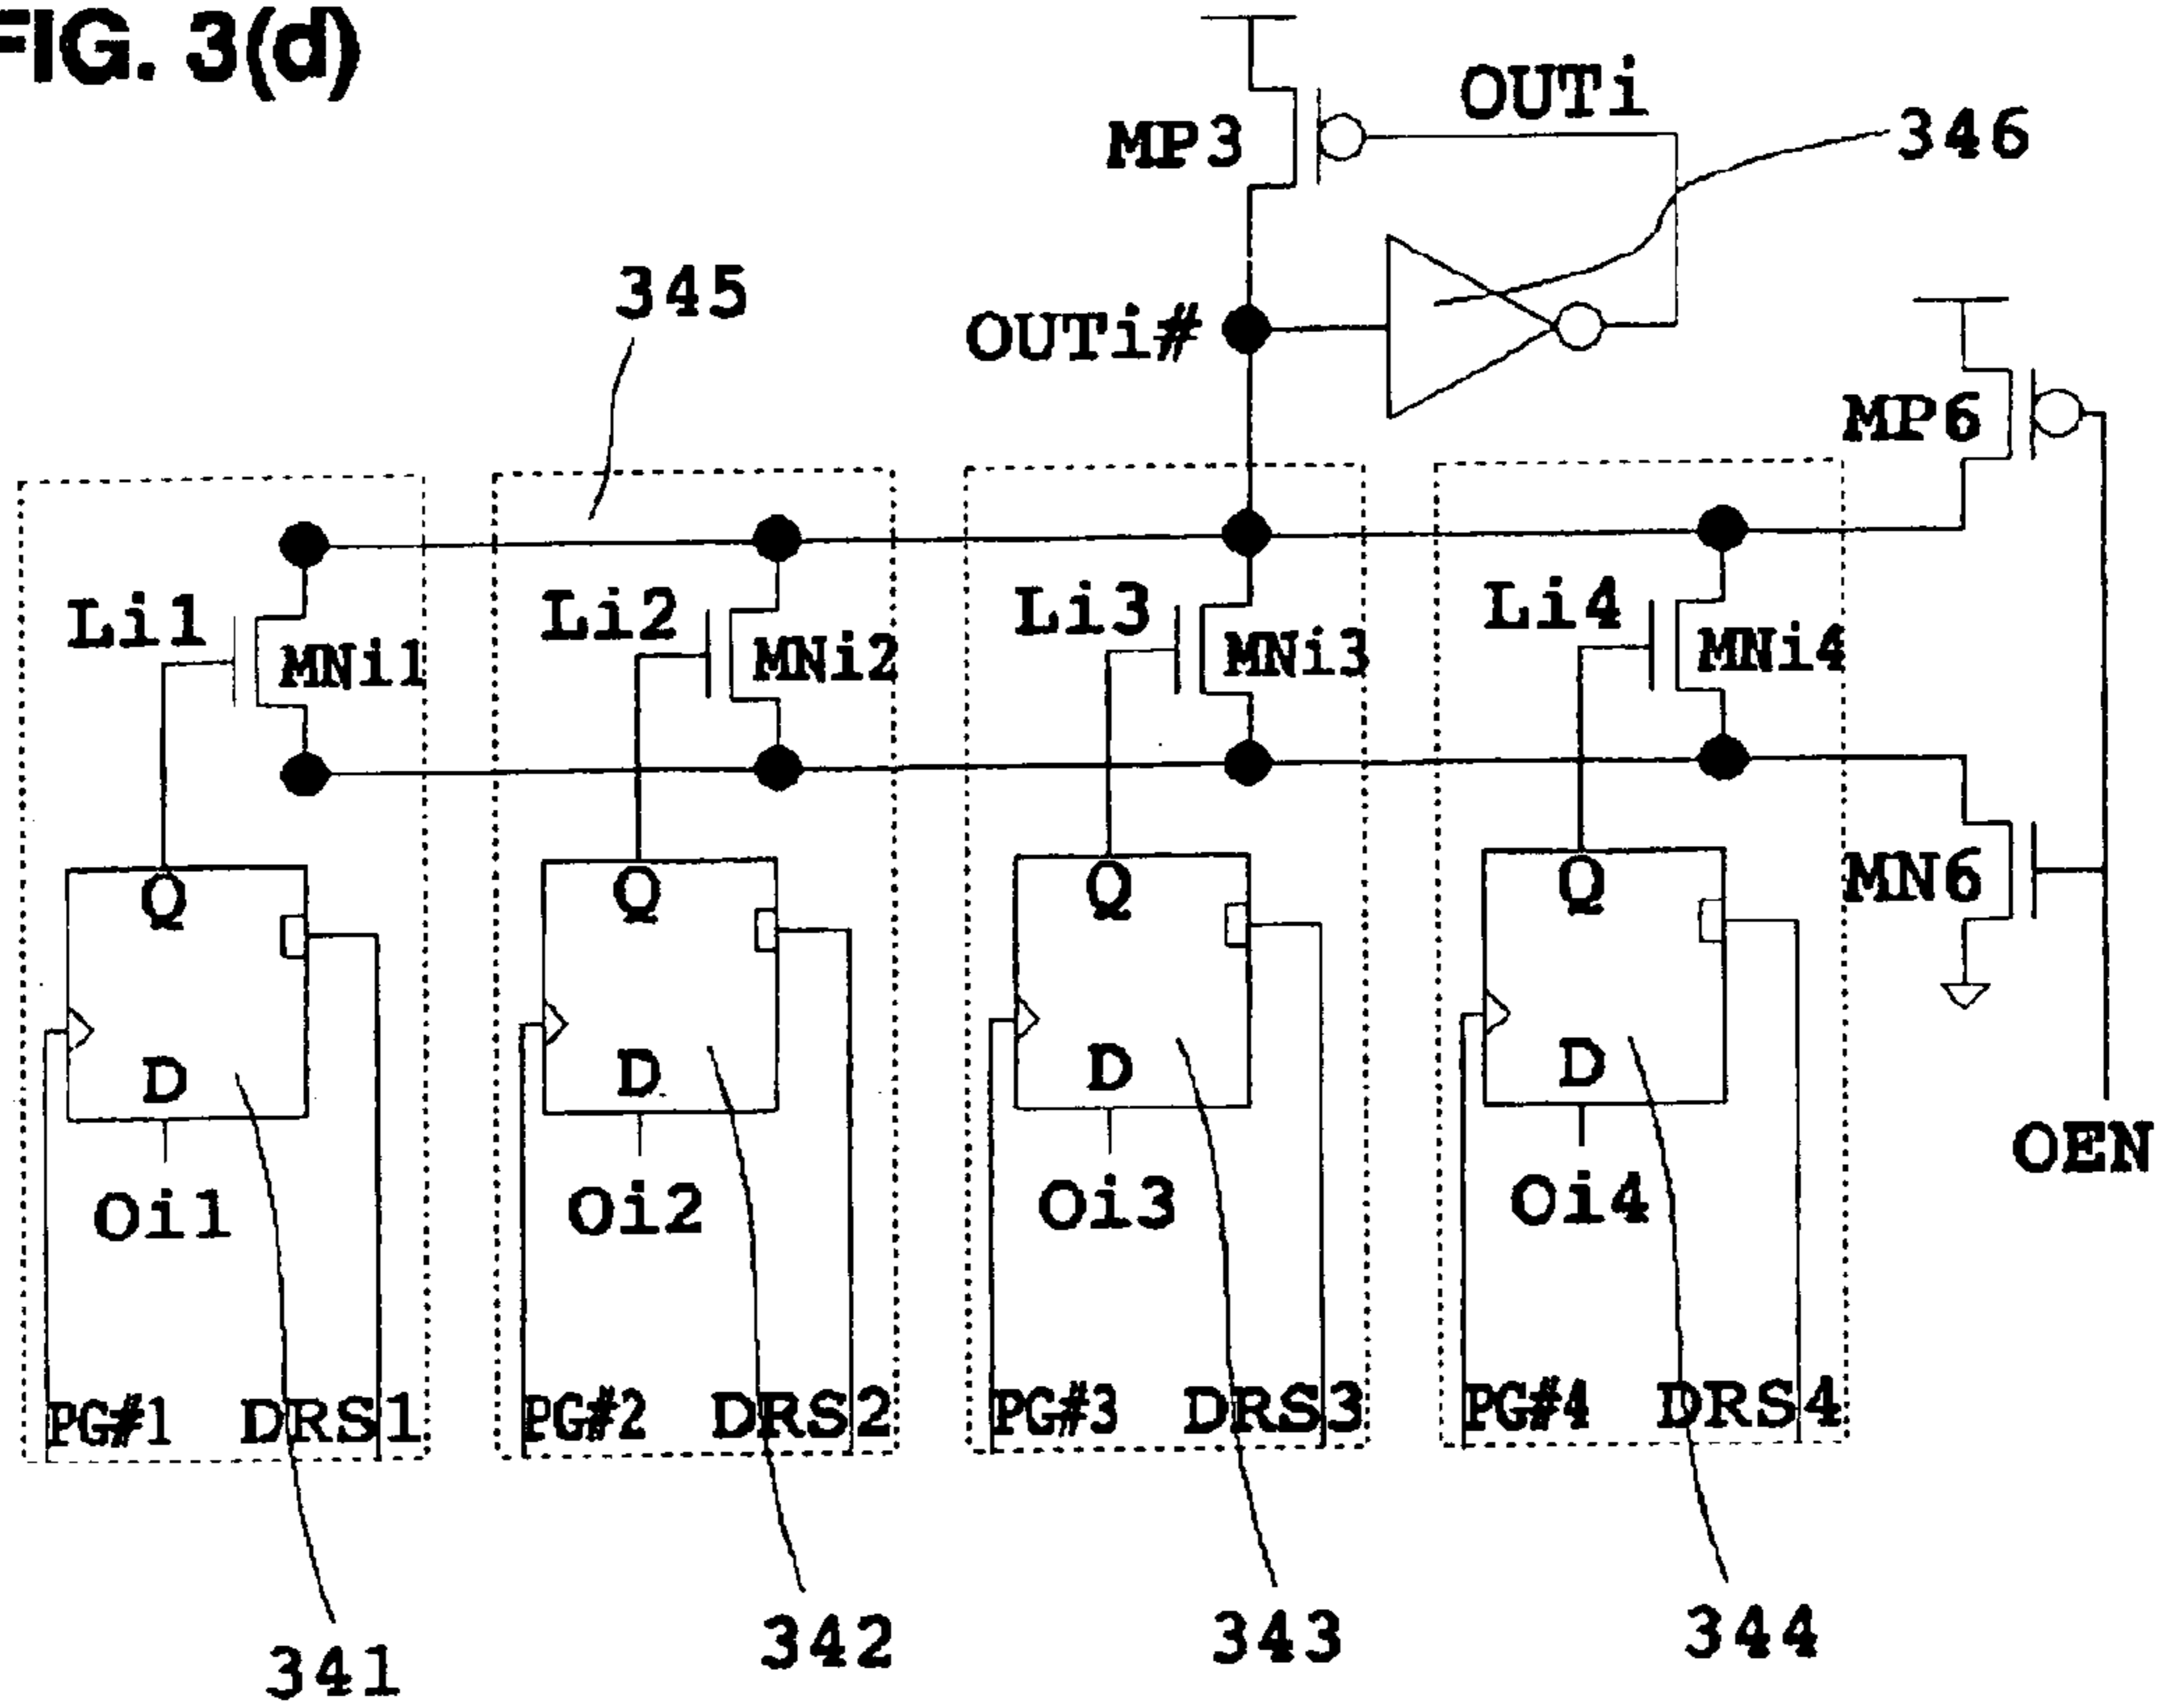 FIG. 3(d)
OUTi
MP3
346
345
OUTi#
MP6
Li1
MNi1
Li2
MNi2
Li3
MNi3
Li4
MNi4
Q
Q
Q
Q
MN6
D
D
D
D
OEN
Oi1
Oi2
Oi3
Oi4
PG#1
DRS1
PG#2
DRS2
PG#3
DRS3
PG#4
DRS4
341
342
343
344